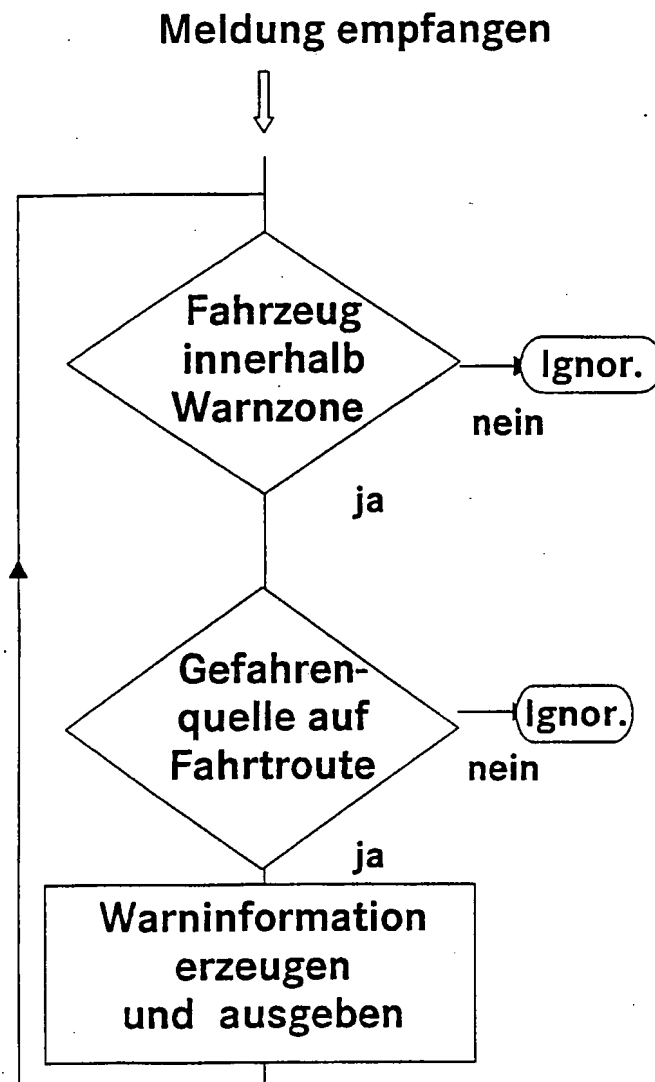 Meldung empfangen
Fahrzeug
innerhalb
Warnzone
Ignor.
nein
ja
Gefahren-
quelle auf
Fahrtroute
Ignor.
nein
ja
Warninformation
erzeugen
und ausgeben